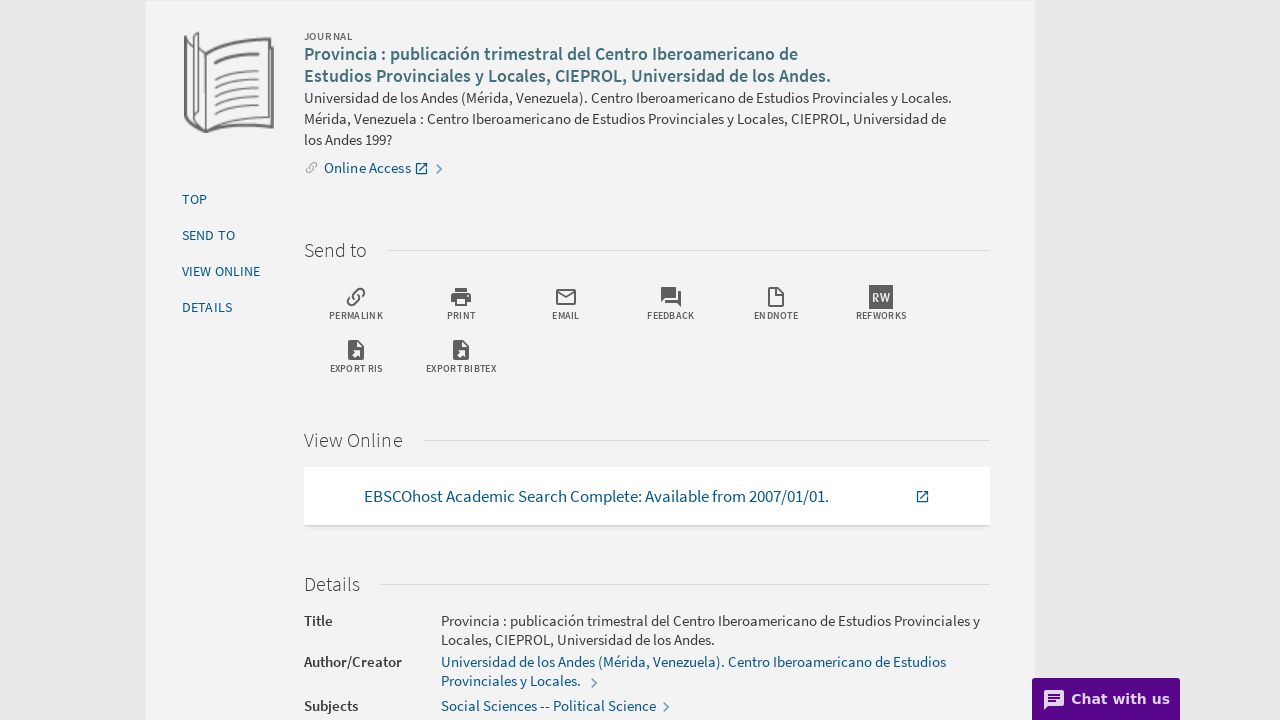 JOURNAL
Provincia : publicación trimestral del Centro Iberoamericano de
Estudios Provinciales y Locales, CIEPROL, Universidad de los Andes.
Universidad de los Andes (Mérida, Venezuela). Centro Iberoamericano de Estudios Provinciales y Locales.
Mérida, Venezuela : Centro Iberoamericano de Estudios Provinciales y Locales, CIEPROL, Universidad de
los Andes 199?
Online Access
TOP
SEND TO
VIEW ONLINE
DETAILS
Send to
PERMALINK
PRINT
EMAIL
FEEDBACK
ENDNOTE
RW
REFWORKS
EXPORT RIS
EXPORT BIBTEX
View Online
EBSCOhost Academic Search Complete: Available from 2007/01/01.
Details
Title
Provincia : publicación trimestral del Centro Iberoamericano de Estudios Provinciales y
Locales, CIEPROL, Universidad de los Andes.
Author/Creator
Universidad de los Andes (Mérida, Venezuela). Centro Iberoamericano de Estudios
Provinciales y Locales.
Subjects
Social Sciences -- Political Science
Chat with us